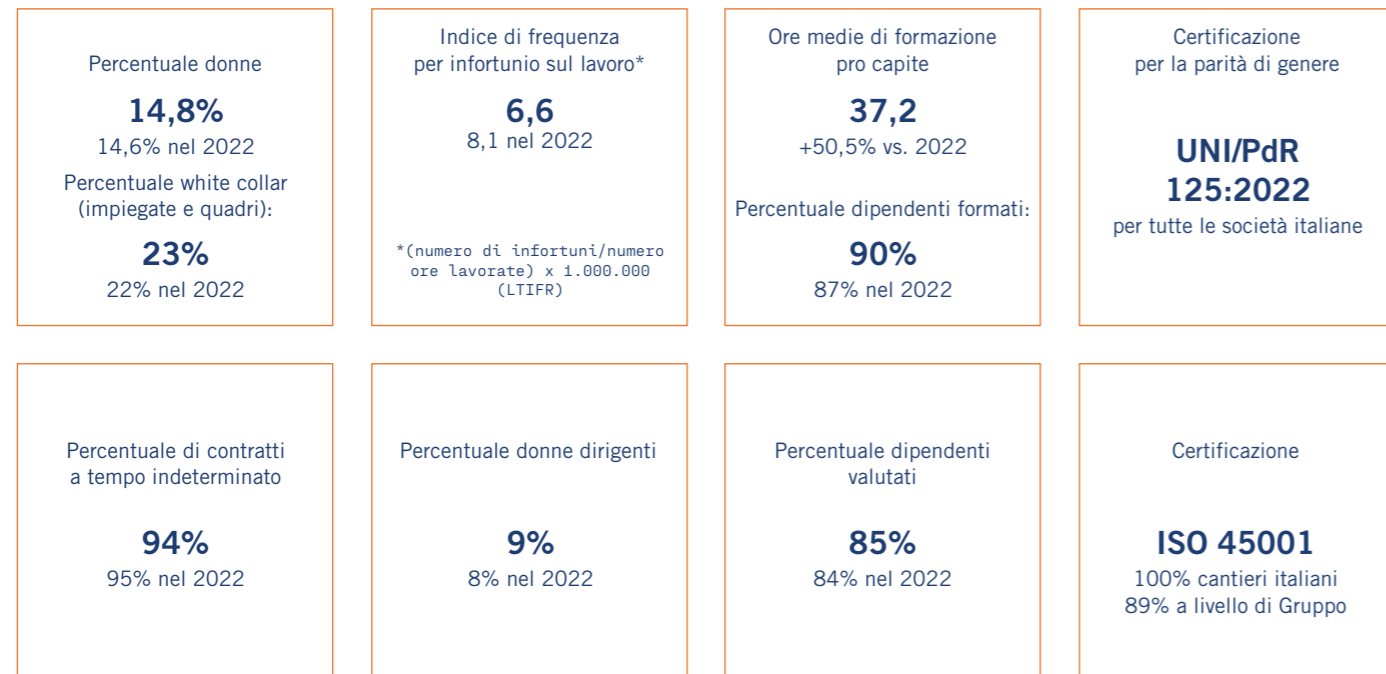 Percentuale donne
14,8%
14,6% nel 2022
Percentuale white collar
(impiegate e quadri):
23%
22% nel 2022
Indice di frequenza
per infortunio sul lavoro*
6,6
8,1 nel 2022
*(numero di infortuni/numero
ore lavorate) x 1.000.000
(LTIFR)
Ore medie di formazione
pro capite
37,2
+50,5% vs. 2022
Percentuale dipendenti formati:
90%
87% nel 2022
Certificazione
per la parità di genere
UNI/PdR
125:2022
per tutte le società italiane
Percentuale di contratti
a tempo indeterminato
94%
95% nel 2022
Percentuale donne dirigenti
9%
8% nel 2022
Percentuale dipendenti
valutati
85%
84% nel 2022
Certificazione
ISO 45001
100% cantieri italiani
89% a livello di Gruppo